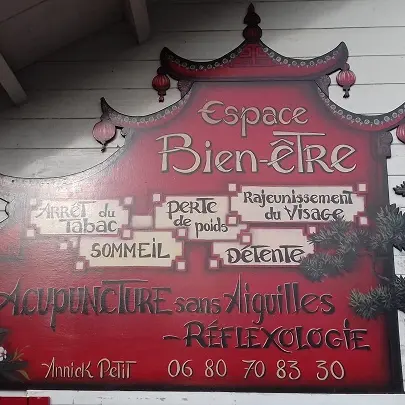 Espace
Bien-être
Arrêt du
Tabac
Perte
de poids
Rajeunissement
du Visage
Sommeil
Détente
Acupuncture sans Aiguilles
-Réflexologie
Annick Petit 06 80 70 83 30